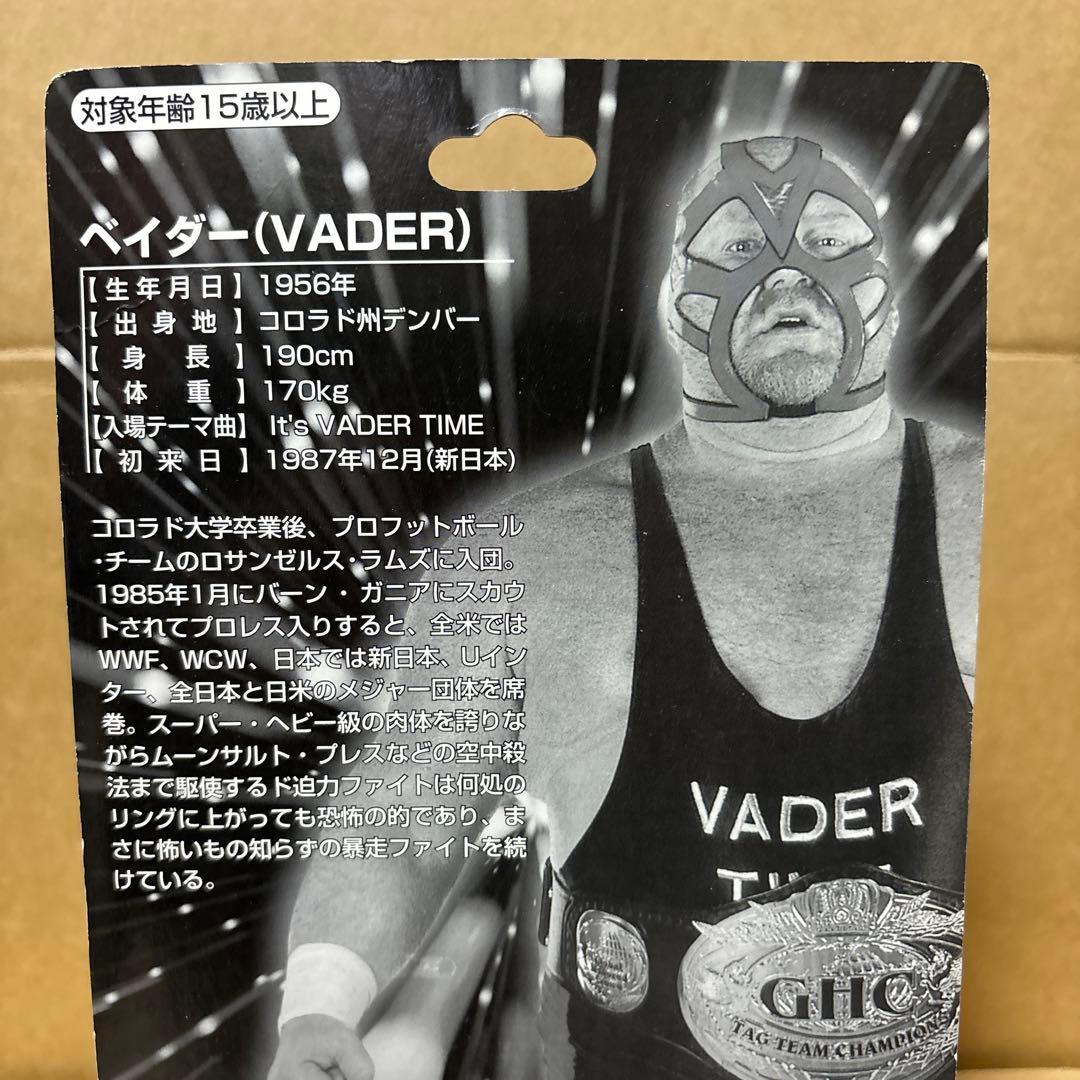 対象年齢15歳以上
ベイダー(VADER)
【生年月日】1956年
【出身地】コロラド州デンバー
【身長】190cm
【体重】170kg
【入場テーマ曲】 It's VADER TIME
【初来日】1987年12月(新日本)
コロラド大学卒業後、プロフットボール
・チームのロサンゼルス・ラムズに入団。
1985年1月にバーン・ガニアにスカウ
トされてプロレス入りすると、全米では
WWF、WCW、日本では新日本、Uイン
ター、全日本と日米のメジャー団体を席
巻。スーパー・ヘビー級の肉体を誇りな
がらムーンサルト・プレスなどの空中殺
法まで駆使するド迫力ファイトは何処の
リングに上がっても恐怖の的であり、ま
さに怖いもの知らずの暴走ファイトを続
けている。
VADER
GHC
TAG TEAM CHAMPION